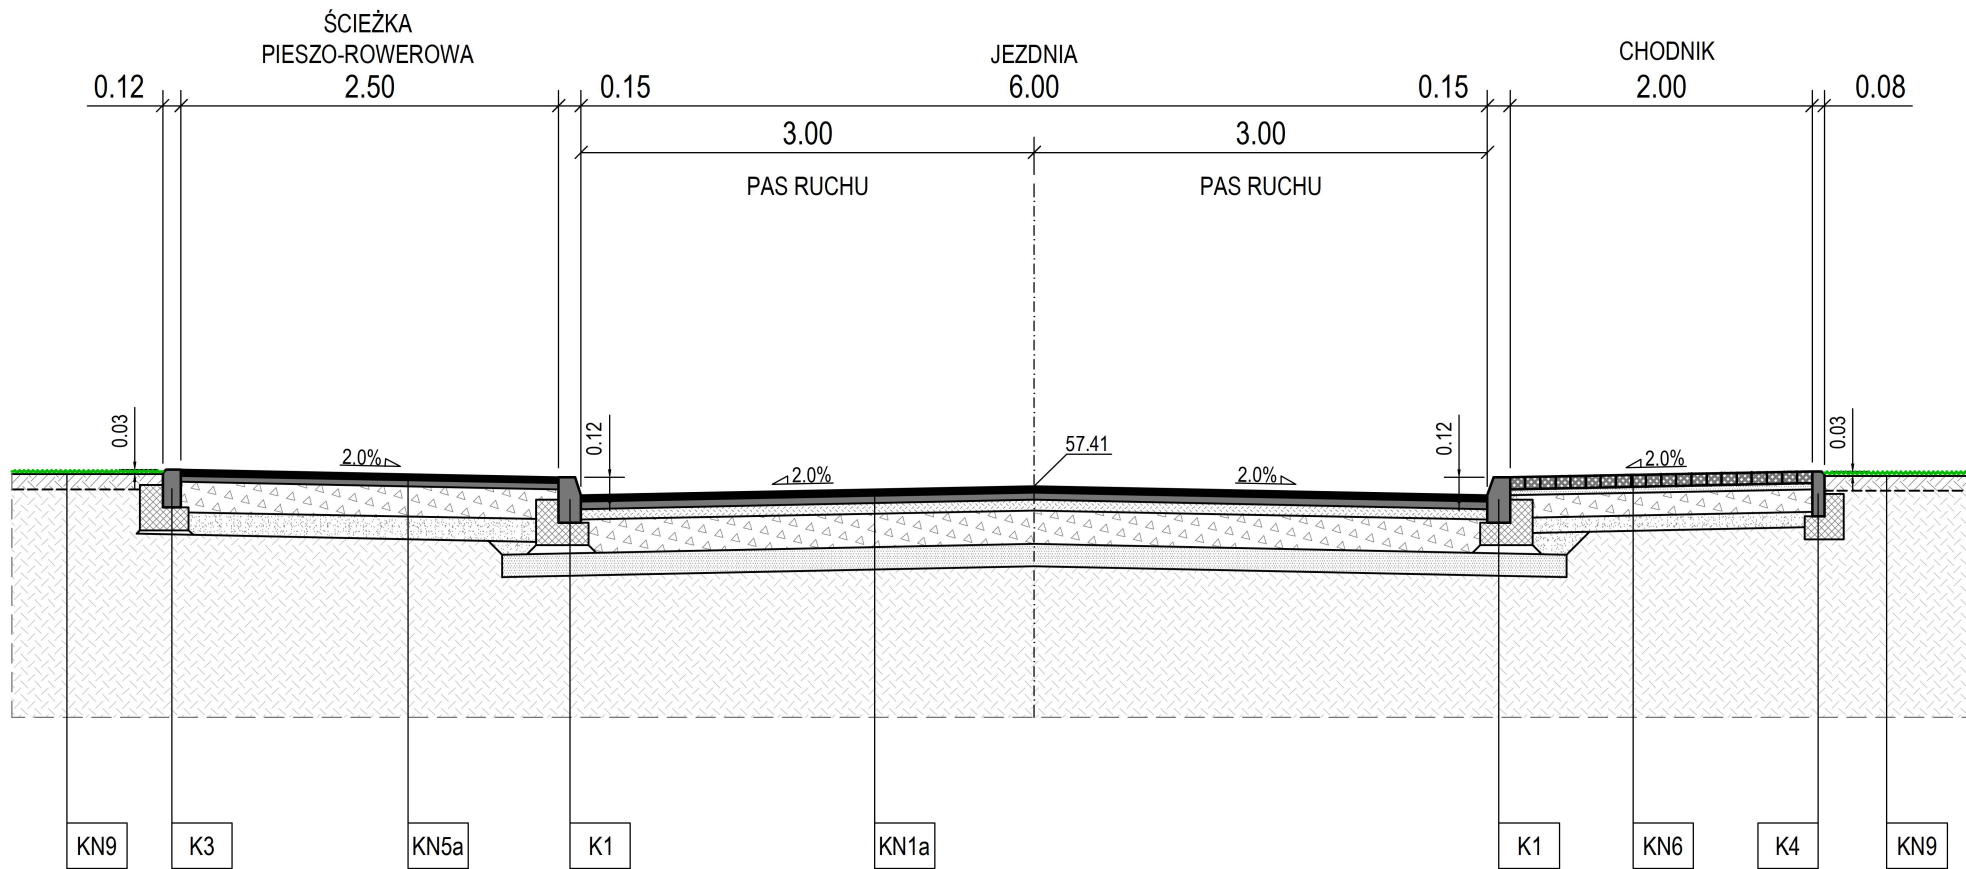 ŚCIEŻKA
PIESZO-ROWEROWA
JEZDNIA
CHODNIK
0.12 2.50 0.15 6.00 0.15 2.00 0.08
3.00 3.00
PAS RUCHU PAS RUCHU
0.03 0.12 57.41 0.12 0.03
2.0% 2.0% 2.0% 2.0%
KN9 K3 KN5a K1 KN1a K1 KN6 K4 KN9